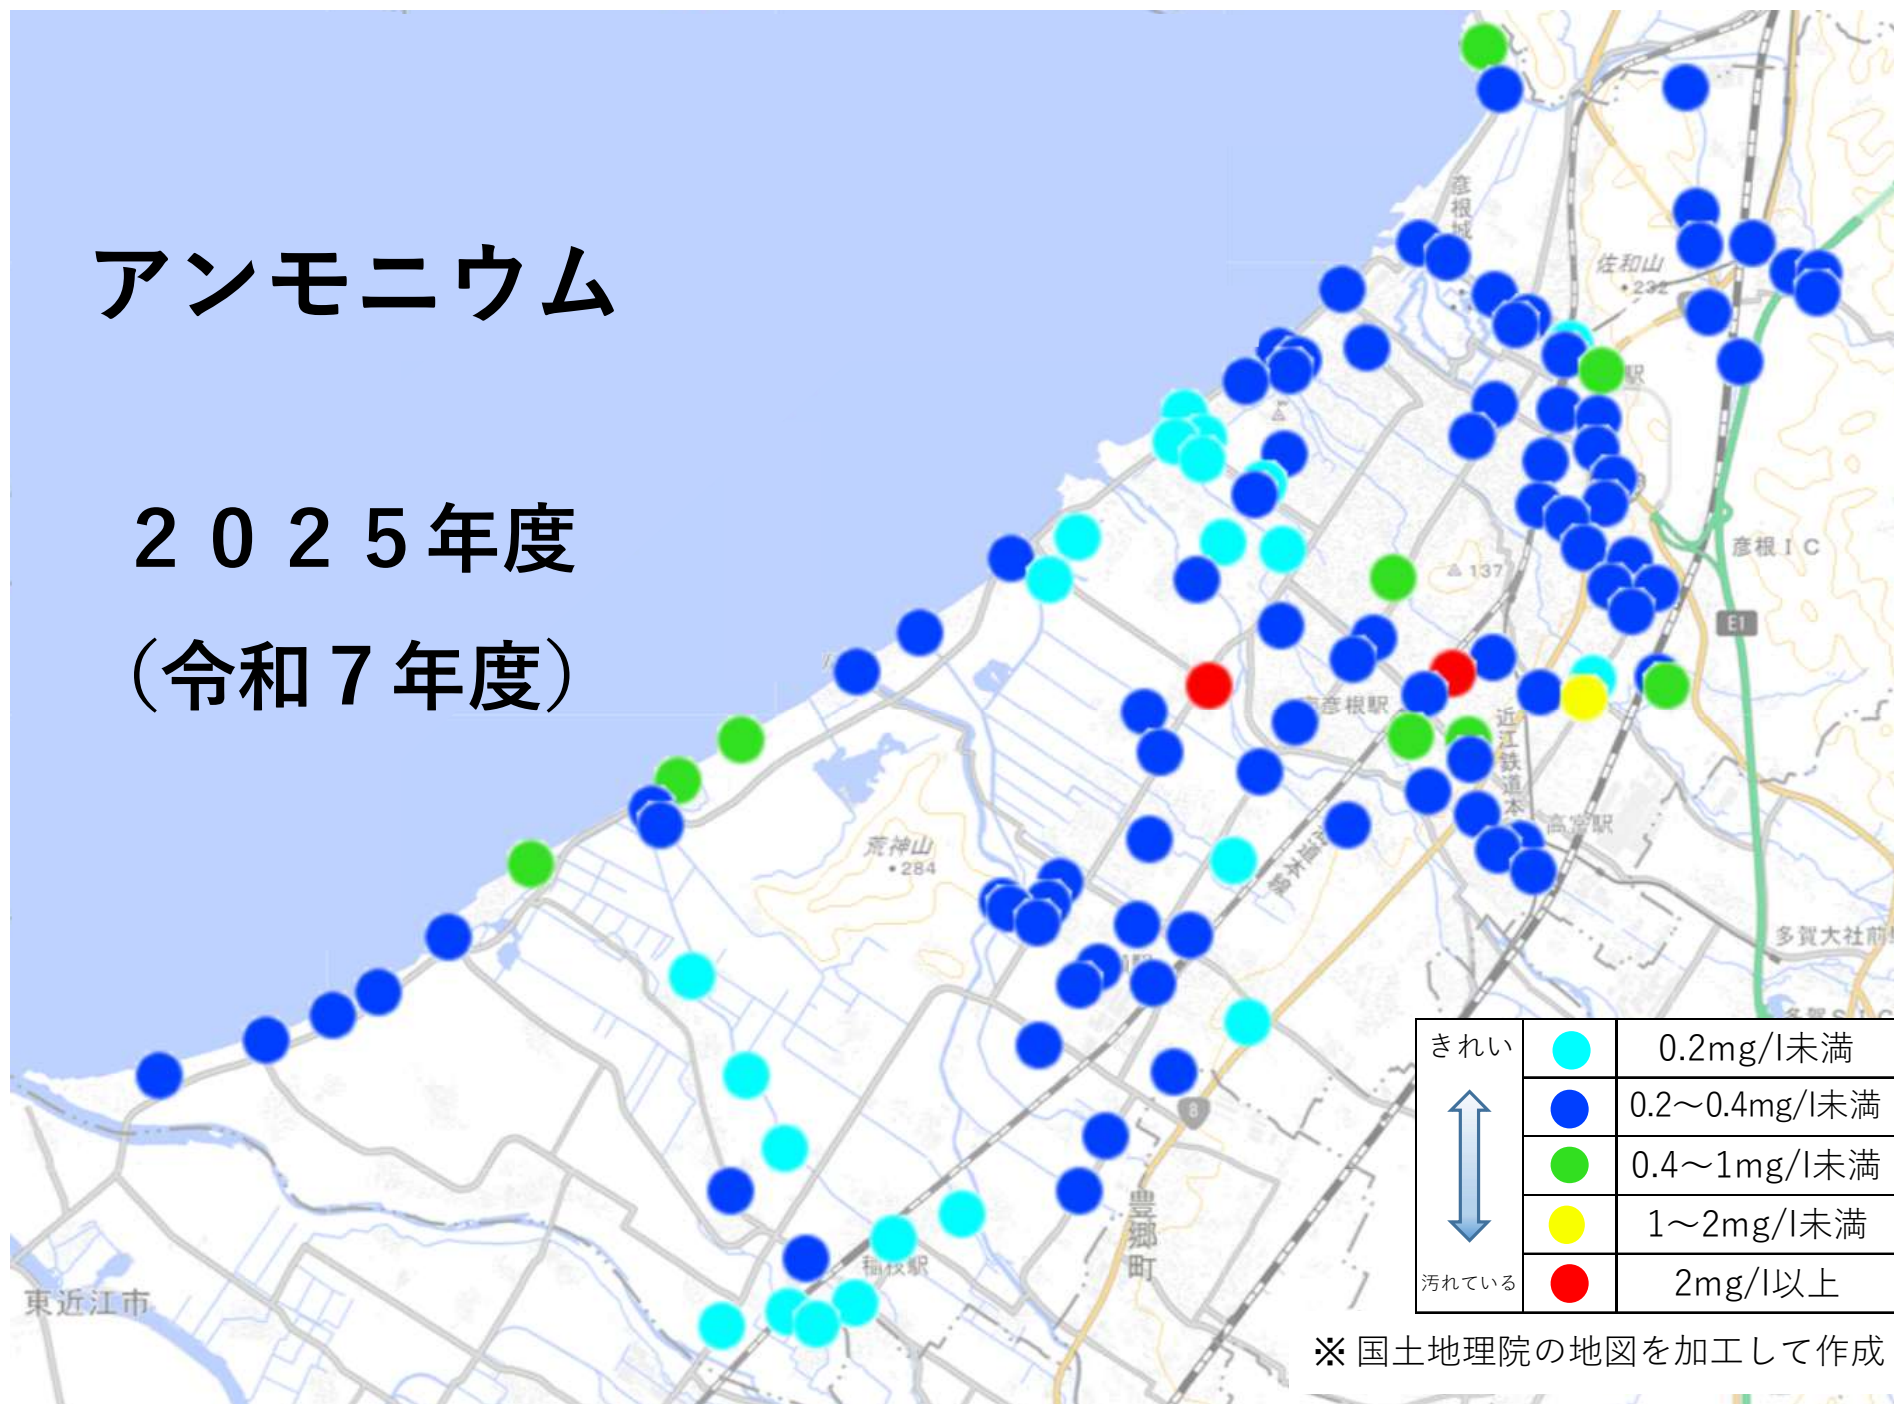 アンモニウム
２０２５年度
（令和７年度）
彦根城
佐和山
・232
駅
彦根ＩＣ
137
E1
南彦根駅
近江鉄道本
高宮駅
荒神山
・284
道本線
多賀大社前
8
豊郷町
稲枝駅
東近江市
きれい
0.2mg/l未満
0.2～0.4mg/l未満
0.4～1mg/l未満
1～2mg/l未満
汚れている
2mg/l以上
※ 国土地理院の地図を加工して作成